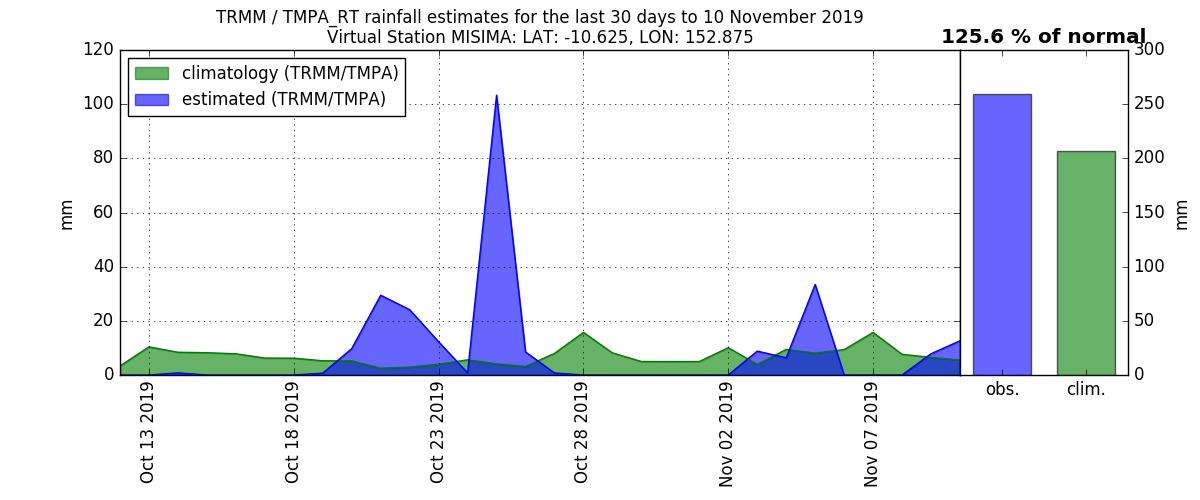 TRMM / TMPA_RT rainfall estimates for the last 30 days to 10 November 2019
Virtual Station MISIMA: LAT: -10.625, LON: 152.875
125.6 % of normal
climatology (TRMM/TMPA)
estimated (TRMM/TMPA)
mm
120
100
80
60
40
20
0
Oct 13 2019
Oct 18 2019
Oct 23 2019
Oct 28 2019
Nov 02 2019
Nov 07 2019
obs.
clim.
300
250
200
150
100
50
0
mm